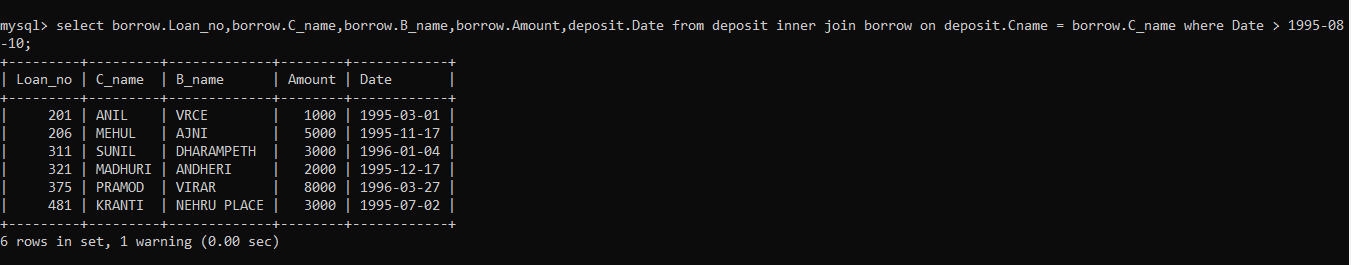 mysql> select borrow.Loan_no,borrow.C_name,borrow.B_name,borrow.Amount,deposit.Date from deposit inner join borrow on deposit.Cname = borrow.C_name where Date > 1995-08
-10;
+---------+---------+-------------+--------+------------+
| Loan_no | C_name  | B_name      | Amount | Date       |
+---------+---------+-------------+--------+------------+
|     201 | ANIL    | VRCE        |   1000 | 1995-03-01 |
|     206 | MEHUL   | AJNI        |   5000 | 1995-11-17 |
|     311 | SUNIL   | DHARAMPETH  |   3000 | 1996-01-04 |
|     321 | MADHURI | ANDHERI     |   2000 | 1995-12-17 |
|     375 | PRAMOD  | VIRAR       |   8000 | 1996-03-27 |
|     481 | KRANTI  | NEHRU PLACE |   3000 | 1995-07-02 |
+---------+---------+-------------+--------+------------+
6 rows in set, 1 warning (0.00 sec)